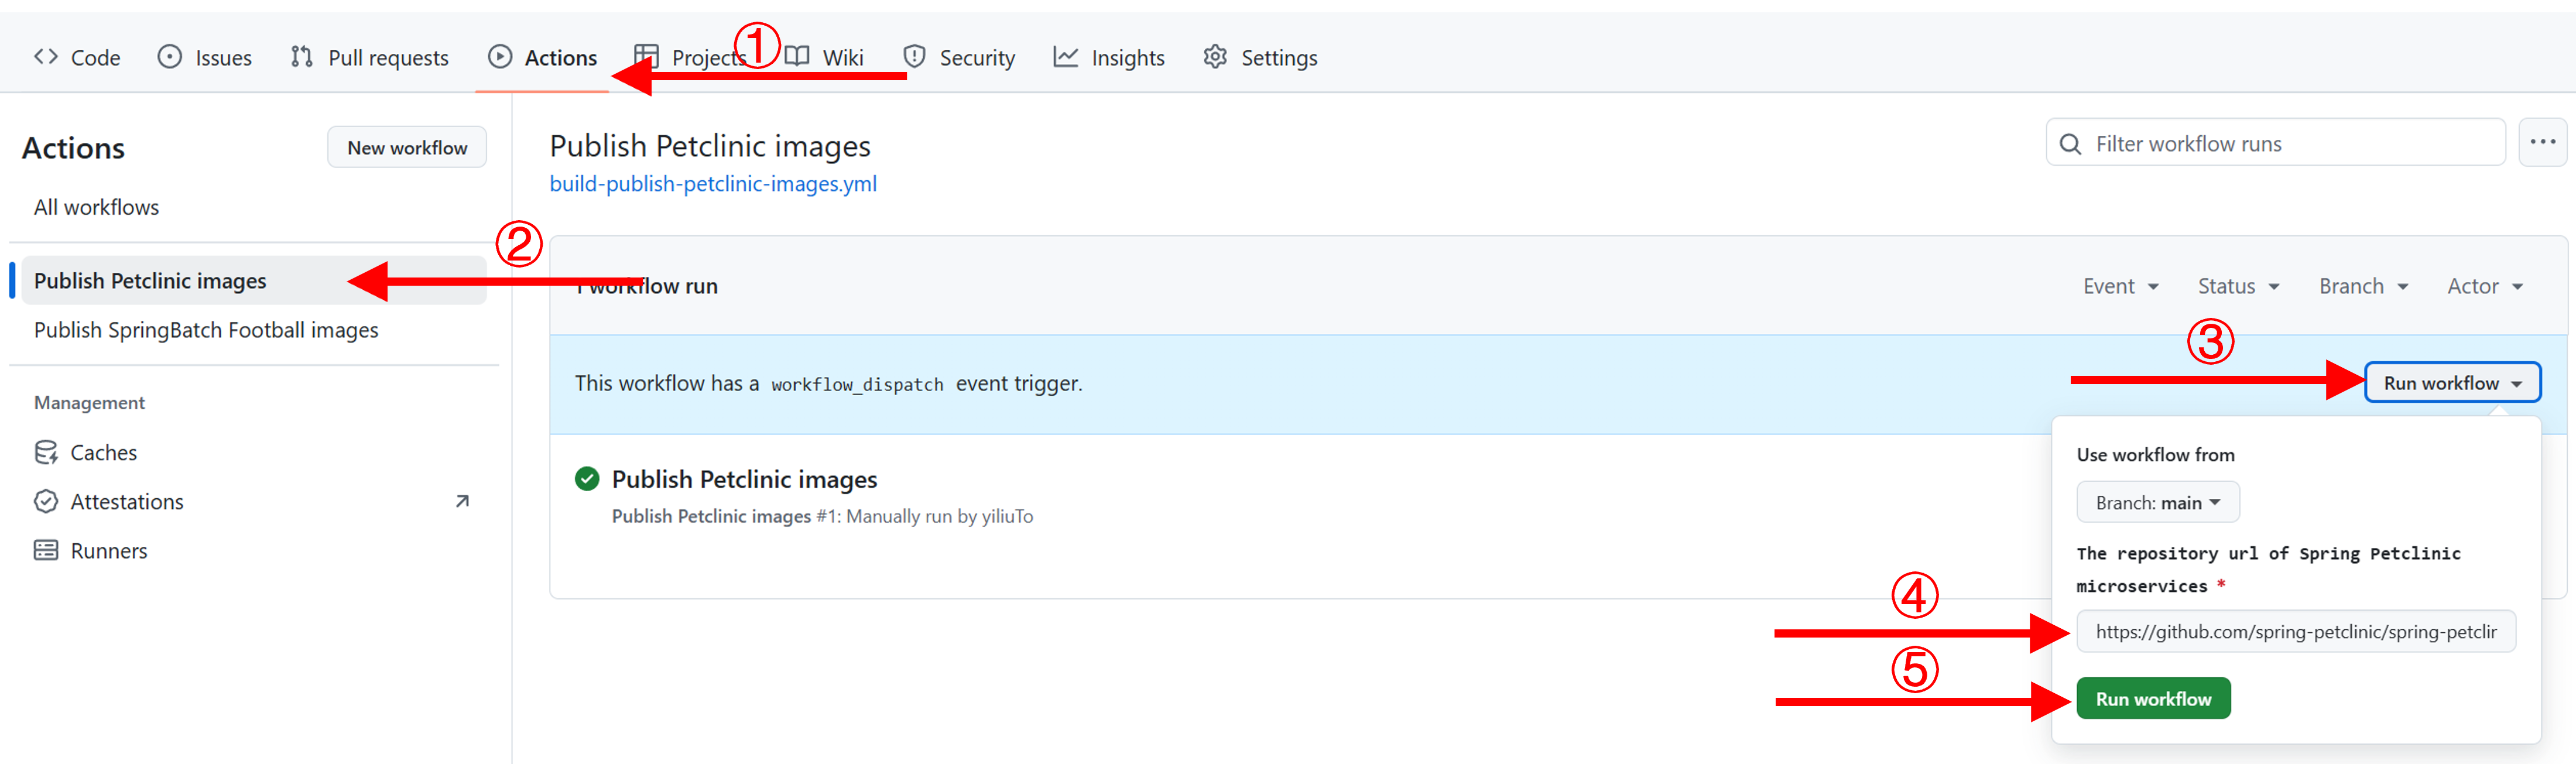 Code Issues Pull requests Actions Projects Wiki Security Insights Settings
①
Actions
New workflow
All workflows
②
Publish Petclinic images
Publish SpringBatch Football images
Management
Caches
Attestations
Runners
Publish Petclinic images
build-publish-petclinic-images.yml
Filter workflow runs
workflow run
Event Status Branch Actor
③
This workflow has a workflow_dispatch event trigger.
Run workflow
Publish Petclinic images
Publish Petclinic images #1: Manually run by yiliuTo
Use workflow from
Branch: main
The repository url of Spring Petclinic
microservices *
④
https://github.com/spring-petclinic/spring-petclir
⑤
Run workflow